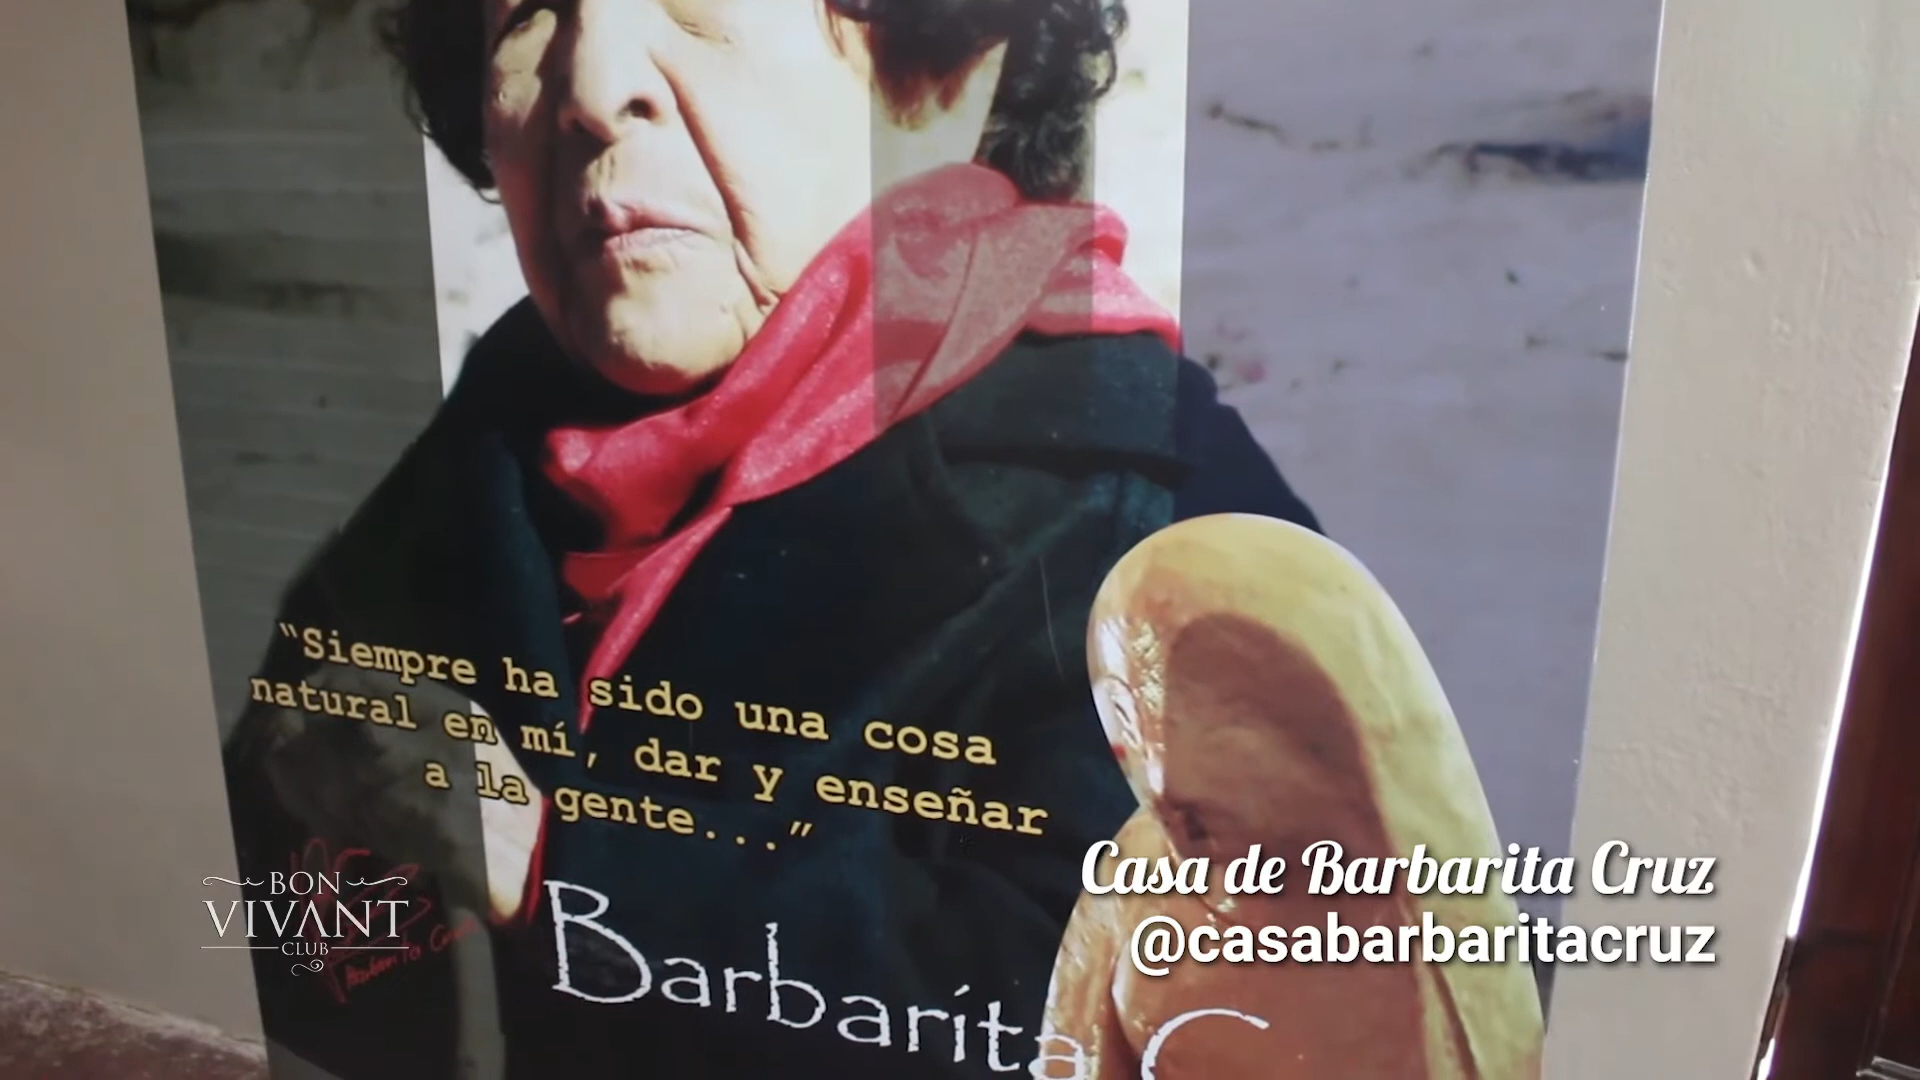 “Siempre ha sido una cosa
natural en mí, dar y enseñar
a la gente...”
Barbarita C
BON
VIVANT
CLUB
Casa de Barbarita Cruz
@casabarbaritacruz